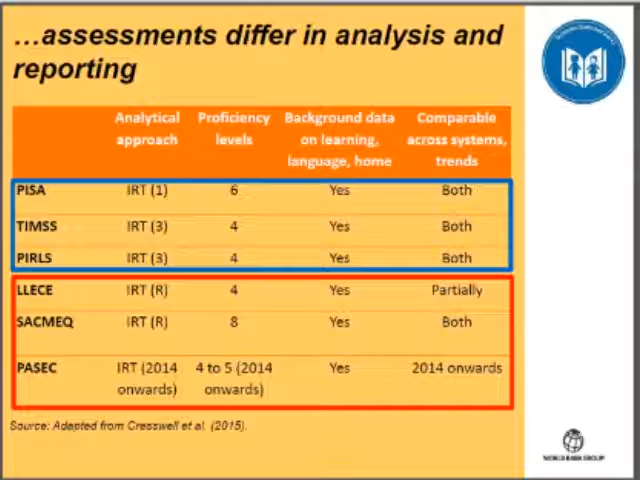 ...assessments differ in analysis and
reporting
Analytical approach Proficiency levels Background data on learning, language, home Comparable across systems, trends
PISA IRT (1) 6 Yes Both
TIMSS IRT (3) 4 Yes Both
PIRLS IRT (3) 4 Yes Both
LLECE IRT (R) 4 Yes Partially
SACMEQ IRT (R) 8 Yes Both
PASEC IRT (2014 onwards) 4 to 5 (2014 onwards) Yes 2014 onwards
Source: Adapted from Cresswell et al. (2015).
WORLD BANK GROUP